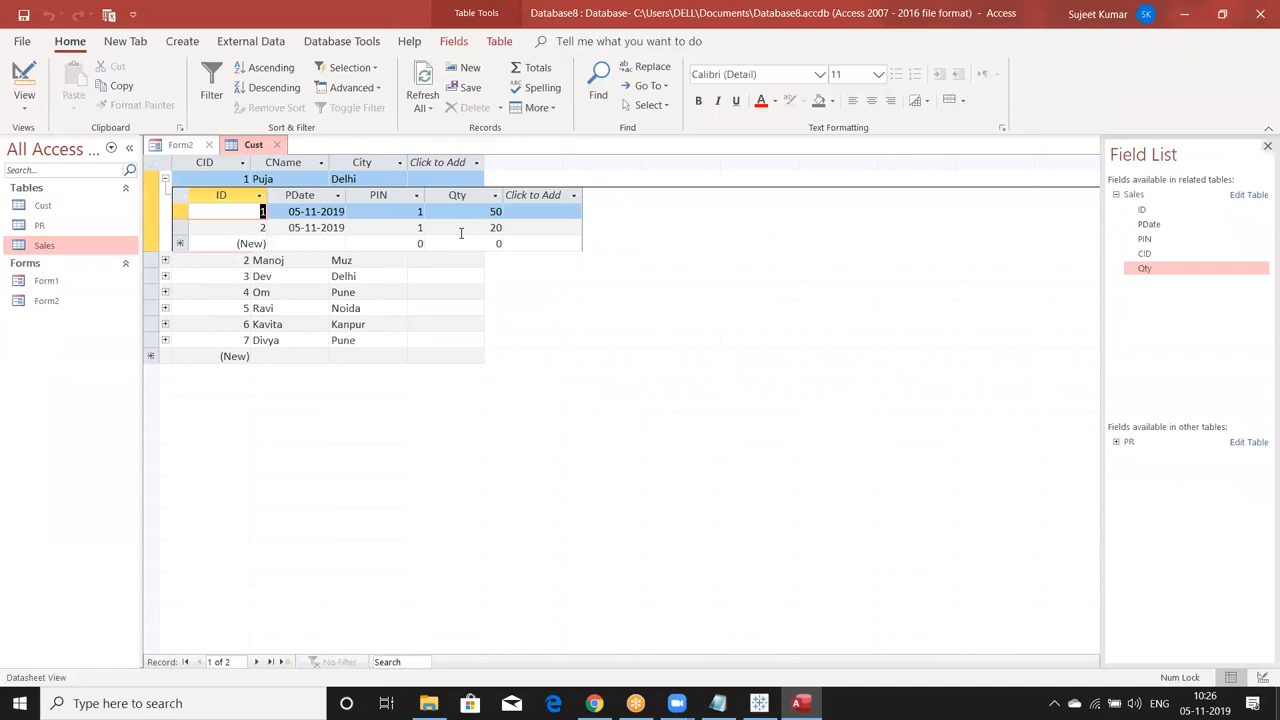 Table Tools
Database8 : Database- C:\Users\DELL\Documents\Database8.accdb (Access 2007 - 2016 file format) - Access
Sujeet Kumar
SK
File
Home
New Tab
Create
External Data
Database Tools
Help
Fields
Table
Tell me what you want to do
View
Views
Paste
Cut
Copy
Format Painter
Clipboard
Filter
Ascending
Descending
Remove Sort
Selection
Advanced
Toggle Filter
Sort & Filter
Refresh
All
New
Save
Delete
Totals
Spelling
More
Records
Find
Replace
Go To
Select
Find
Calibri (Detail)
11
B I U
A
Text Formatting
All Access ...
Search...
Tables
Cust
PR
Sales
Forms
Form1
Form2
Form2
Cust
CID CName City Click to Add
1 Puja Delhi
ID PDate PIN Qty Click to Add
1 05-11-2019 1 50
2 05-11-2019 1 20
(New) 0 0
2 Manoj Muz
3 Dev Delhi
4 Om Pune
5 Ravi Noida
6 Kavita Kanpur
7 Divya Pune
(New)
Field List
Fields available in related tables:
Sales Edit Table
ID
PDate
PIN
CID
Qty
Fields available in other tables:
PR Edit Table
Record: 1 of 2 No Filter Search
Datasheet View
Num Lock
Type here to search
10:26
05-11-2019